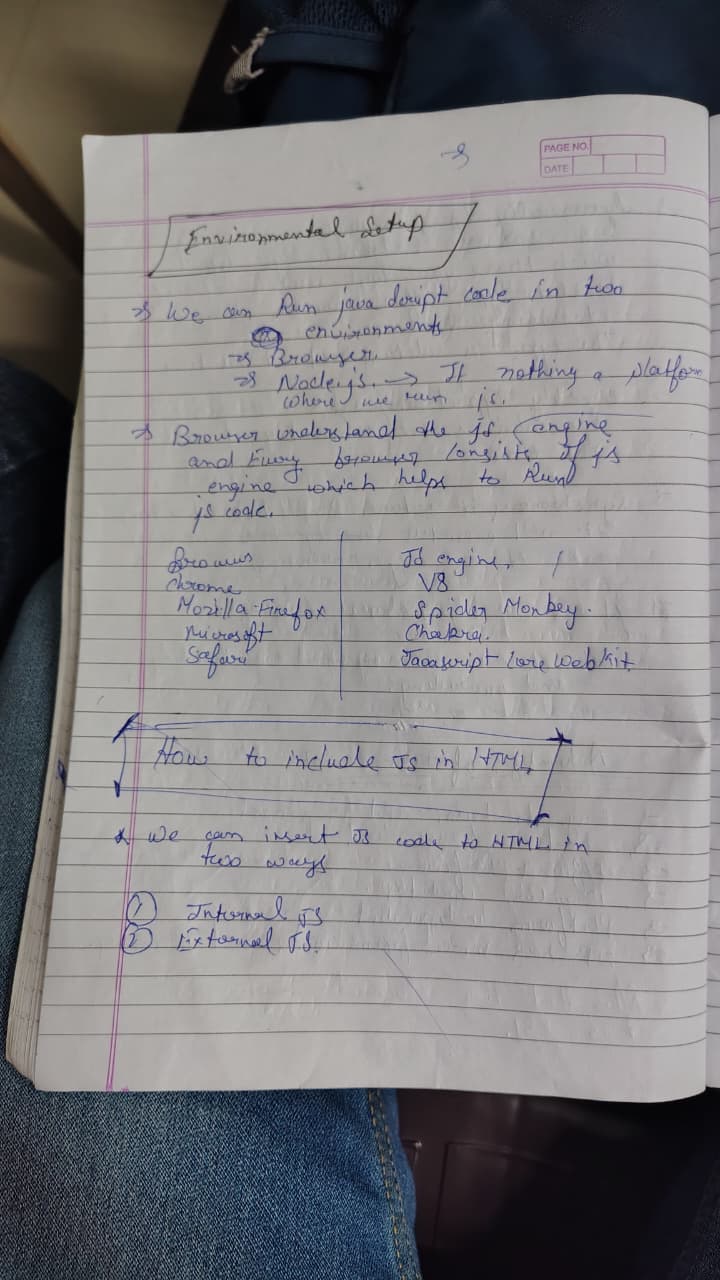 PAGE NO.
DATE
Environmental Setup
=> We can Run java script code in two
environments
=> Browser.
=> Node.js. -> It nothing a platform
where we run js.
=> Browser understand the js engine
and Every browser consists of js
engine which helps to Run
js code.
Browser | JS engine.
Chrome | V8
Mozilla Firefox | Spider Monkey.
Microsoft | Chakra.
Safari | Javascript Core Webkit.
How to include JS in HTML
* We can insert JS code to HTML in
two ways
① Internal JS
② External JS.